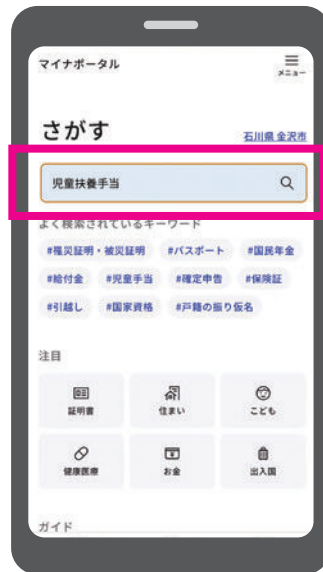 マイナポータル
メニュー
さがす
石川県 金沢市
児童扶養手当
よく検索されているキーワード
#罹災証明・被災証明 #パスポート #国民年金
#給付金 #児童手当 #確定申告 #保険証
#引越し #国家資格 #戸籍の振り仮名
注目
証明書 住まい こども
健康医療 お金 出入国
ガイド